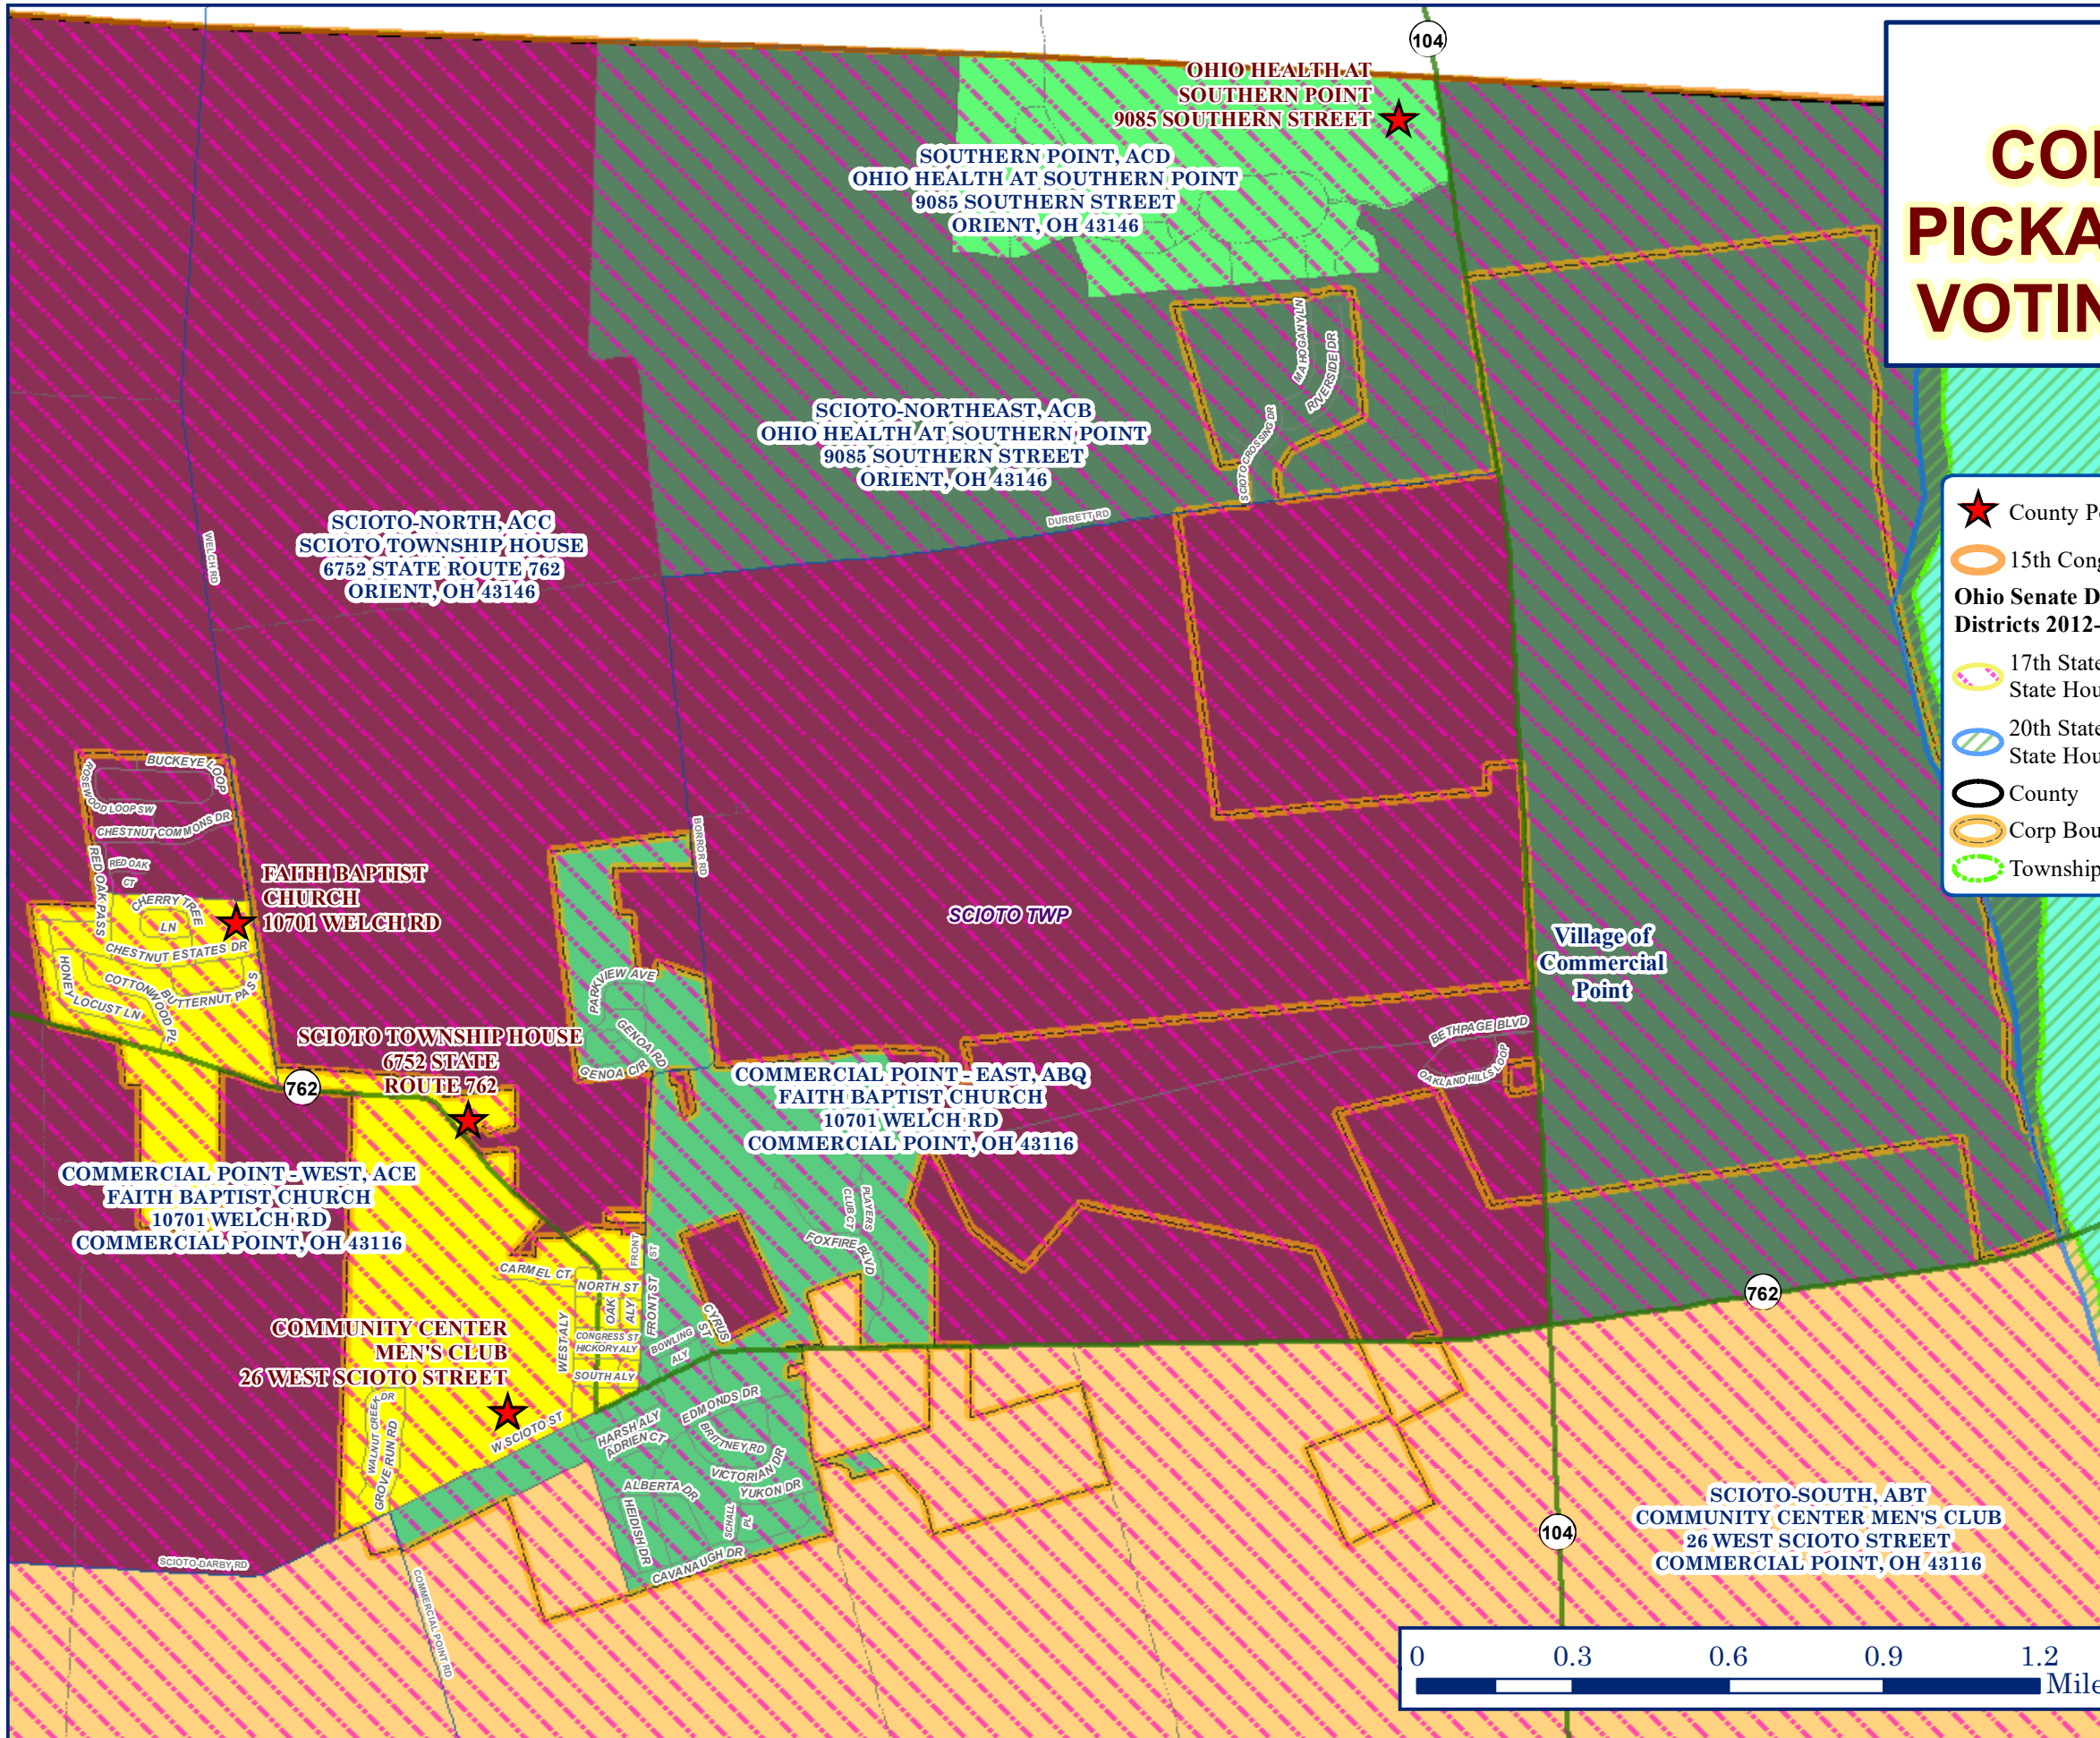 104
OHIO HEALTH AT
SOUTHERN POINT
9085 SOUTHERN STREET
SOUTHERN POINT, ACD
OHIO HEALTH AT SOUTHERN POINT
9085 SOUTHERN STREET
ORIENT, OH 43146
COM
PICKA
VOTIN
MAHOGANY LN
RIVERSIDE DR
SCIOTO CROSSING DR
SCIOTO-NORTHEAST, ACB
OHIO HEALTH AT SOUTHERN POINT
9085 SOUTHERN STREET
ORIENT, OH 43146
DURRETT RD
SCIOTO-NORTH, ACC
SCIOTO TOWNSHIP HOUSE
6752 STATE ROUTE 762
ORIENT, OH 43146
WELCH RD
County P
15th Cong
Ohio Senate D
Districts 2012-
17th State
State Hou
20th State
State Hou
County
Corp Bou
Township
BUCKEYE LOOP
ROSEWOOD LOOP SW
CHESTNUT COMMONS DR
RED OAK
CT
RED OAK PASS
BORROR RD
FAITH BAPTIST
CHURCH
10701 WELCH RD
CHERRY TREE
LN
CHESTNUT ESTATES DR
HONEY LOCUST LN
COTTONWOOD PL
BUTTERNUT PASS
SCIOTO TWP
Village of
Commercial
Point
PARKVIEW AVE
GENOA RD
GENOA CIR
SCIOTO TOWNSHIP HOUSE
6752 STATE
ROUTE 762
762
BETHPAGE BLVD
OAKLAND HILLS LOOP
COMMERCIAL POINT - EAST, ABQ
FAITH BAPTIST CHURCH
10701 WELCH RD
COMMERCIAL POINT, OH 43116
COMMERCIAL POINT - WEST, ACE
FAITH BAPTIST CHURCH
10701 WELCH RD
COMMERCIAL POINT, OH 43116
PLAYERS
CLUB CT
FOXFIRE BLVD
FRONT
ST
CARMEL CT
NORTH ST
OAK
ALY
FRONT ST
WEST ALY
CONGRESS ST
HICKORY ALY
SOUTH ALY
BOWLING
ALY
CYRUS
ST
762
COMMUNITY CENTER
MEN'S CLUB
26 WEST SCIOTO STREET
WALNUT CREEK
DR
GROVE RUN RD
W SCIOTO ST
HARSH ALY
ADRIEN CT
EDMONDS DR
BRITTNEY RD
VICTORIAN DR
YUKON DR
ALBERTA DR
HEIDISH DR
SCHALL
PL
CAVANAUGH DR
SCIOTO-DARBY RD
COMMERCIAL POINT RD
104
SCIOTO-SOUTH, ABT
COMMUNITY CENTER MEN'S CLUB
26 WEST SCIOTO STREET
COMMERCIAL POINT, OH 43116
0 0.3 0.6 0.9 1.2
Mile